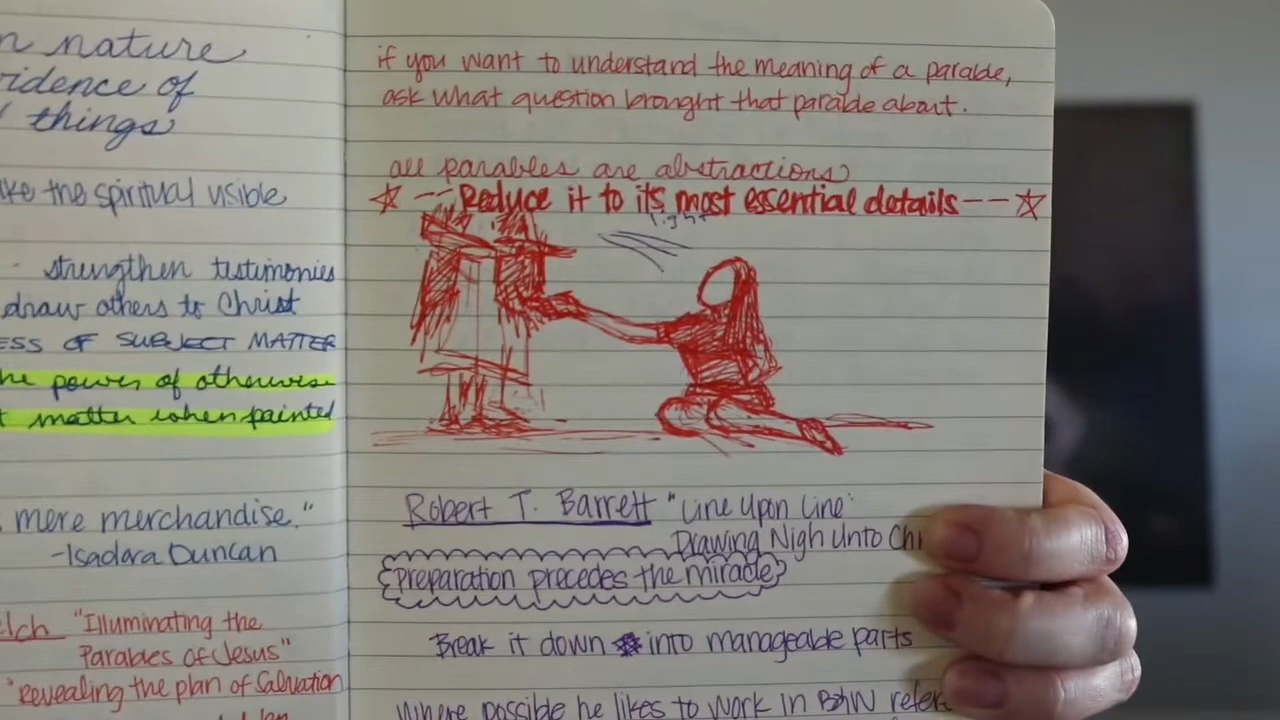 n nature
idence of
things
ke the spiritual visible
- strengthen testimonies
draw others to Christ
ESS OF SUBJECT MATTER
he power of otherwise
t matter when painted
mere merchandise."
-Isadora Duncan
elch "Illuminating the
Parables of Jesus"
"Revealing the plan of Salvation
if you want to understand the meaning of a parable,
ask what question brought that parable about.
all parables are abstractions
☆ -- Reduce it to its most essential details -- ☆
light
Robert T. Barrett "Line Upon Line"
Drawing Nigh Unto Chi
preparation precedes the miracle
Break it down into manageable parts
Where possible he likes to work in B&W refer